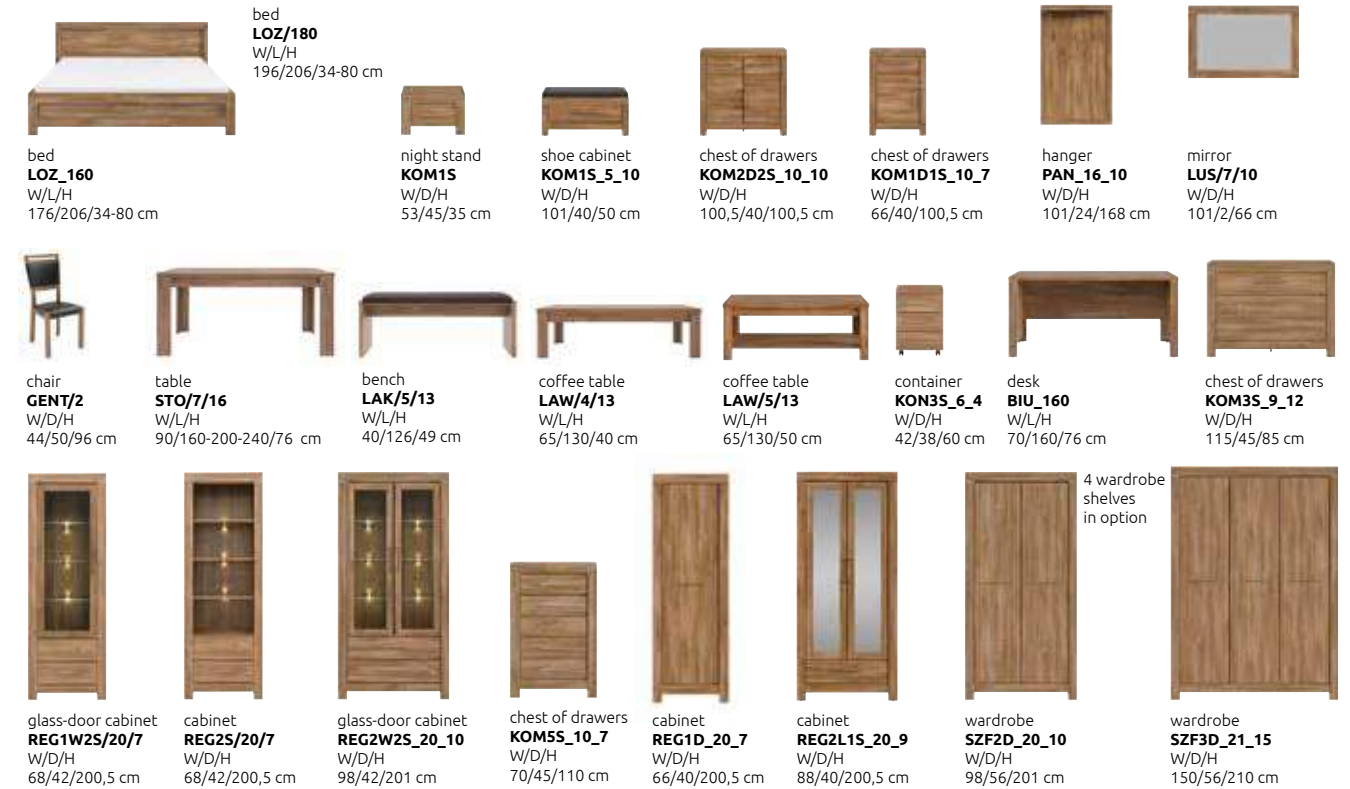 bed
LOZ/180
W/L/H
196/206/34-80 cm
bed
LOZ_160
W/L/H
176/206/34-80 cm
night stand
KOM1S
W/D/H
53/45/35 cm
shoe cabinet
KOM1S_5_10
W/D/H
101/40/50 cm
chest of drawers
KOM2D2S_10_10
W/D/H
100,5/40/100,5 cm
chest of drawers
KOM1D1S_10_7
W/D/H
66/40/100,5 cm
hanger
PAN_16_10
W/D/H
101/24/168 cm
mirror
LUS/7/10
W/D/H
101/2/66 cm
chair
GENT/2
W/D/H
44/50/96 cm
table
STO/7/16
W/L/H
90/160-200-240/76 cm
bench
LAK/5/13
W/L/H
40/126/49 cm
coffee table
LAW/4/13
W/L/H
65/130/40 cm
coffee table
LAW/5/13
W/L/H
65/130/50 cm
container
KON3S_6_4
W/D/H
42/38/60 cm
desk
BIU_160
W/L/H
70/160/76 cm
chest of drawers
KOM3S_9_12
W/D/H
115/45/85 cm
glass-door cabinet
REG1W2S/20/7
W/D/H
68/42/200,5 cm
cabinet
REG2S/20/7
W/D/H
68/42/200,5 cm
glass-door cabinet
REG2W2S_20_10
W/D/H
98/42/201 cm
chest of drawers
KOM5S_10_7
W/D/H
70/45/110 cm
cabinet
REG1D_20_7
W/D/H
66/40/200,5 cm
cabinet
REG2L1S_20_9
W/D/H
88/40/200,5 cm
4 wardrobe
shelves
in option
wardrobe
SZF2D_20_10
W/D/H
98/56/201 cm
wardrobe
SZF3D_21_15
W/D/H
150/56/210 cm